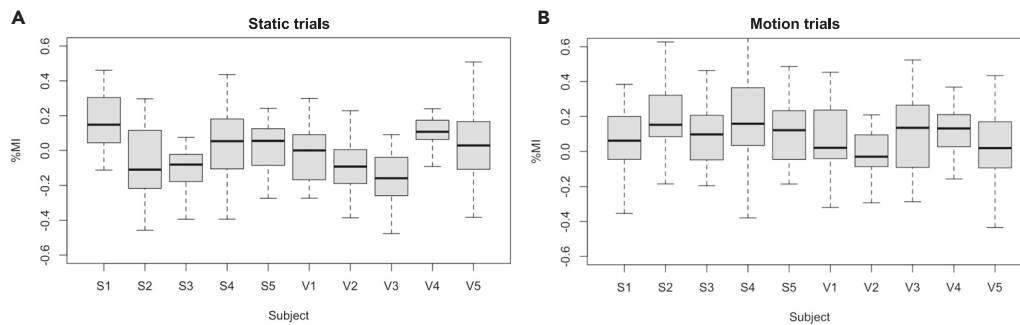 A
Static trials
%MI
0.6
0.4
0.2
0.0
-0.2
-0.4
-0.6
S1 S2 S3 S4 S5 V1 V2 V3 V4 V5
Subject
B
Motion trials
%MI
0.6
0.4
0.2
0.0
-0.2
-0.4
-0.6
S1 S2 S3 S4 S5 V1 V2 V3 V4 V5
Subject